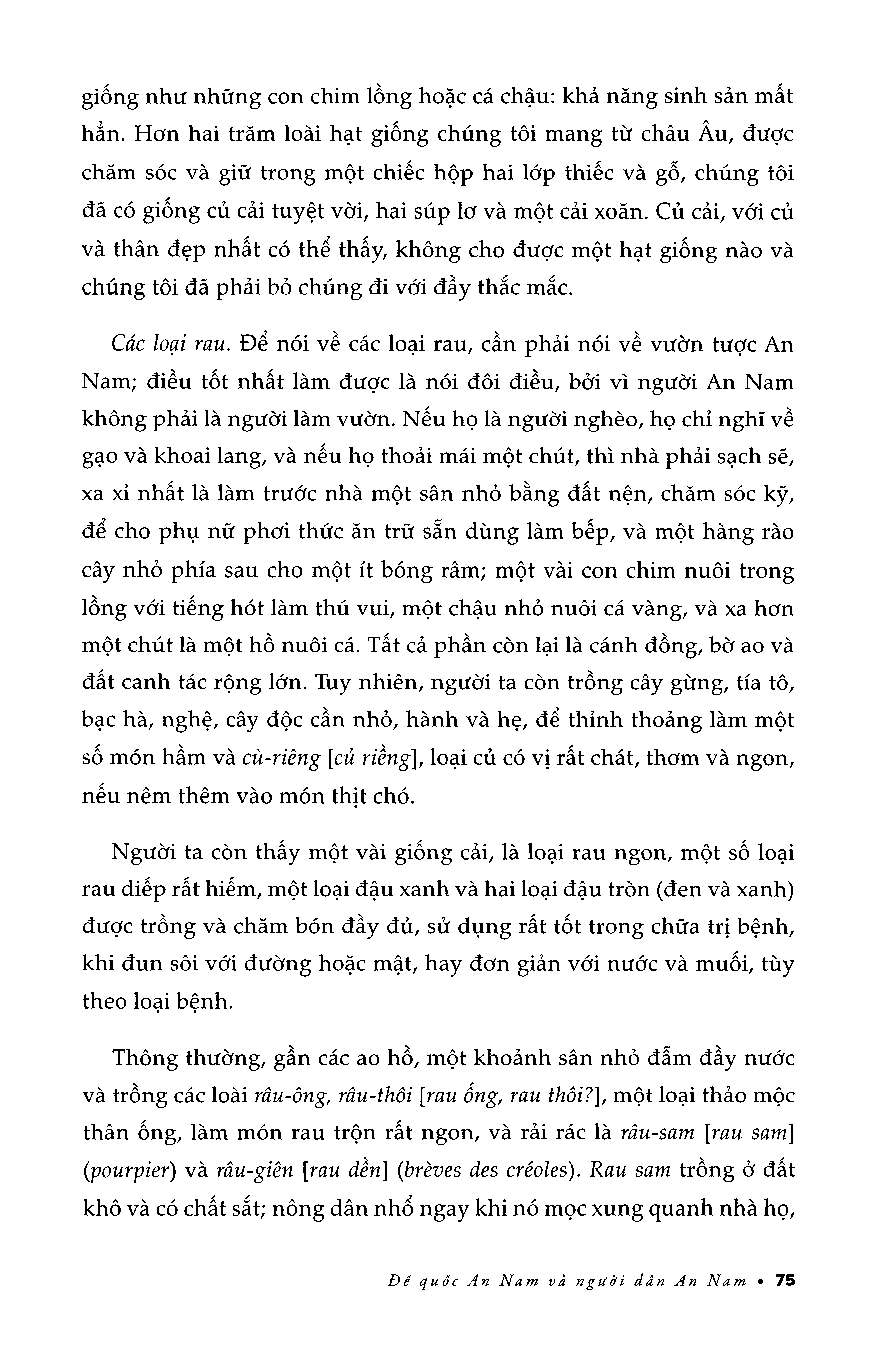 giống như những con chim lồng hoặc cá chậu: khả năng sinh sản mất
hẳn. Hơn hai trăm loài hạt giống chúng tôi mang từ châu Âu, được
chăm sóc và giữ trong một chiếc hộp hai lớp thiếc và gỗ, chúng tôi
đã có giống củ cải tuyệt vời, hai súp lơ và một cải xoăn. Củ cải, với củ
và thân đẹp nhất có thể thấy, không cho được một hạt giống nào và
chúng tôi đã phải bỏ chúng đi với đầy thắc mắc.
Các loại rau. Để nói về các loại rau, cần phải nói về vườn tược An
Nam; điều tốt nhất làm được là nói đôi điều, bởi vì người An Nam
không phải là người làm vườn. Nếu họ là người nghèo, họ chỉ nghĩ về
gạo và khoai lang, và nếu họ thoải mái một chút, thì nhà phải sạch sẽ,
xa xỉ nhất là làm trước nhà một sân nhỏ bằng đất nện, chăm sóc kỹ,
để cho phụ nữ phơi thức ăn trữ sẵn dùng làm bếp, và một hàng rào
cây nhỏ phía sau cho một ít bóng râm; một vài con chim nuôi trong
lồng với tiếng hót làm thú vui, một chậu nhỏ nuôi cá vàng, và xa hơn
một chút là một hồ nuôi cá. Tất cả phần còn lại là cánh đồng, bờ ao và
đất canh tác rộng lớn. Tuy nhiên, người ta còn trồng cây gừng, tía tô,
bạc hà, nghệ, cây độc cần nhỏ, hành và hẹ, để thỉnh thoảng làm một
số món hầm và cù-riêng [củ riềng], loại củ có vị rất chát, thơm và ngon,
nếu nêm thêm vào món thịt chó.
Người ta còn thấy một vài giống cải, là loại rau ngon, một số loại
rau diếp rất hiếm, một loại đậu xanh và hai loại đậu tròn (đen và xanh)
được trồng và chăm bón đầy đủ, sử dụng rất tốt trong chữa trị bệnh,
khi đun sôi với đường hoặc mật, hay đơn giản với nước và muối, tùy
theo loại bệnh.
Thông thường, gần các ao hồ, một khoảnh sân nhỏ đẫm đầy nước
và trồng các loài râu-ông, râu-thôi [rau ống, rau thôi?], một loại thảo mộc
thân ống, làm món rau trộn rất ngon, và rải rác là râu-sam [rau sam]
(pourpier) và râu-giên [rau dền] (brèves des créoles). Rau sam trồng ở đất
khô và có chất sắt; nông dân nhổ ngay khi nó mọc xung quanh nhà họ,
Đế quốc An Nam và người dân An Nam • 75